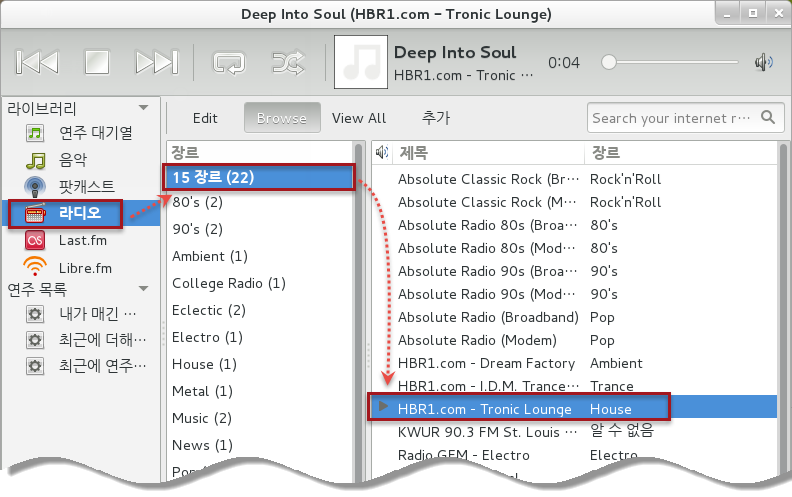 Deep Into Soul (HBR1.com - Tronic Lounge)
Deep Into Soul
HBR1.com - Tronic ...
0:04
라이브러리
연주 대기열
음악
팟캐스트
라디오
Last.fm
Libre.fm
연주 목록
내가 매긴 ...
최근에 더해...
최근에 연주...
Edit Browse View All 추가
Search your internet r...
장르
15 장르 (22)
80's (2)
90's (2)
Ambient (1)
College Radio (1)
Eclectic (2)
Electro (1)
House (1)
Metal (1)
Music (2)
News (1)
제목 장르
Absolute Classic Rock (Br... Rock'n'Roll
Absolute Classic Rock (M... Rock'n'Roll
Absolute Radio 80s (Broad... 80's
Absolute Radio 80s (Mod... 80's
Absolute Radio 90s (Broa... 90's
Absolute Radio 90s (Mod... 90's
Absolute Radio (Broadband) Pop
Absolute Radio (Modem) Pop
HBR1.com - Dream Factory Ambient
HBR1.com - I.D.M. Trance... Trance
HBR1.com - Tronic Lounge House
KWUR 90.3 FM St. Louis ... 알 수 없음
Radio GFM - Electro Electro